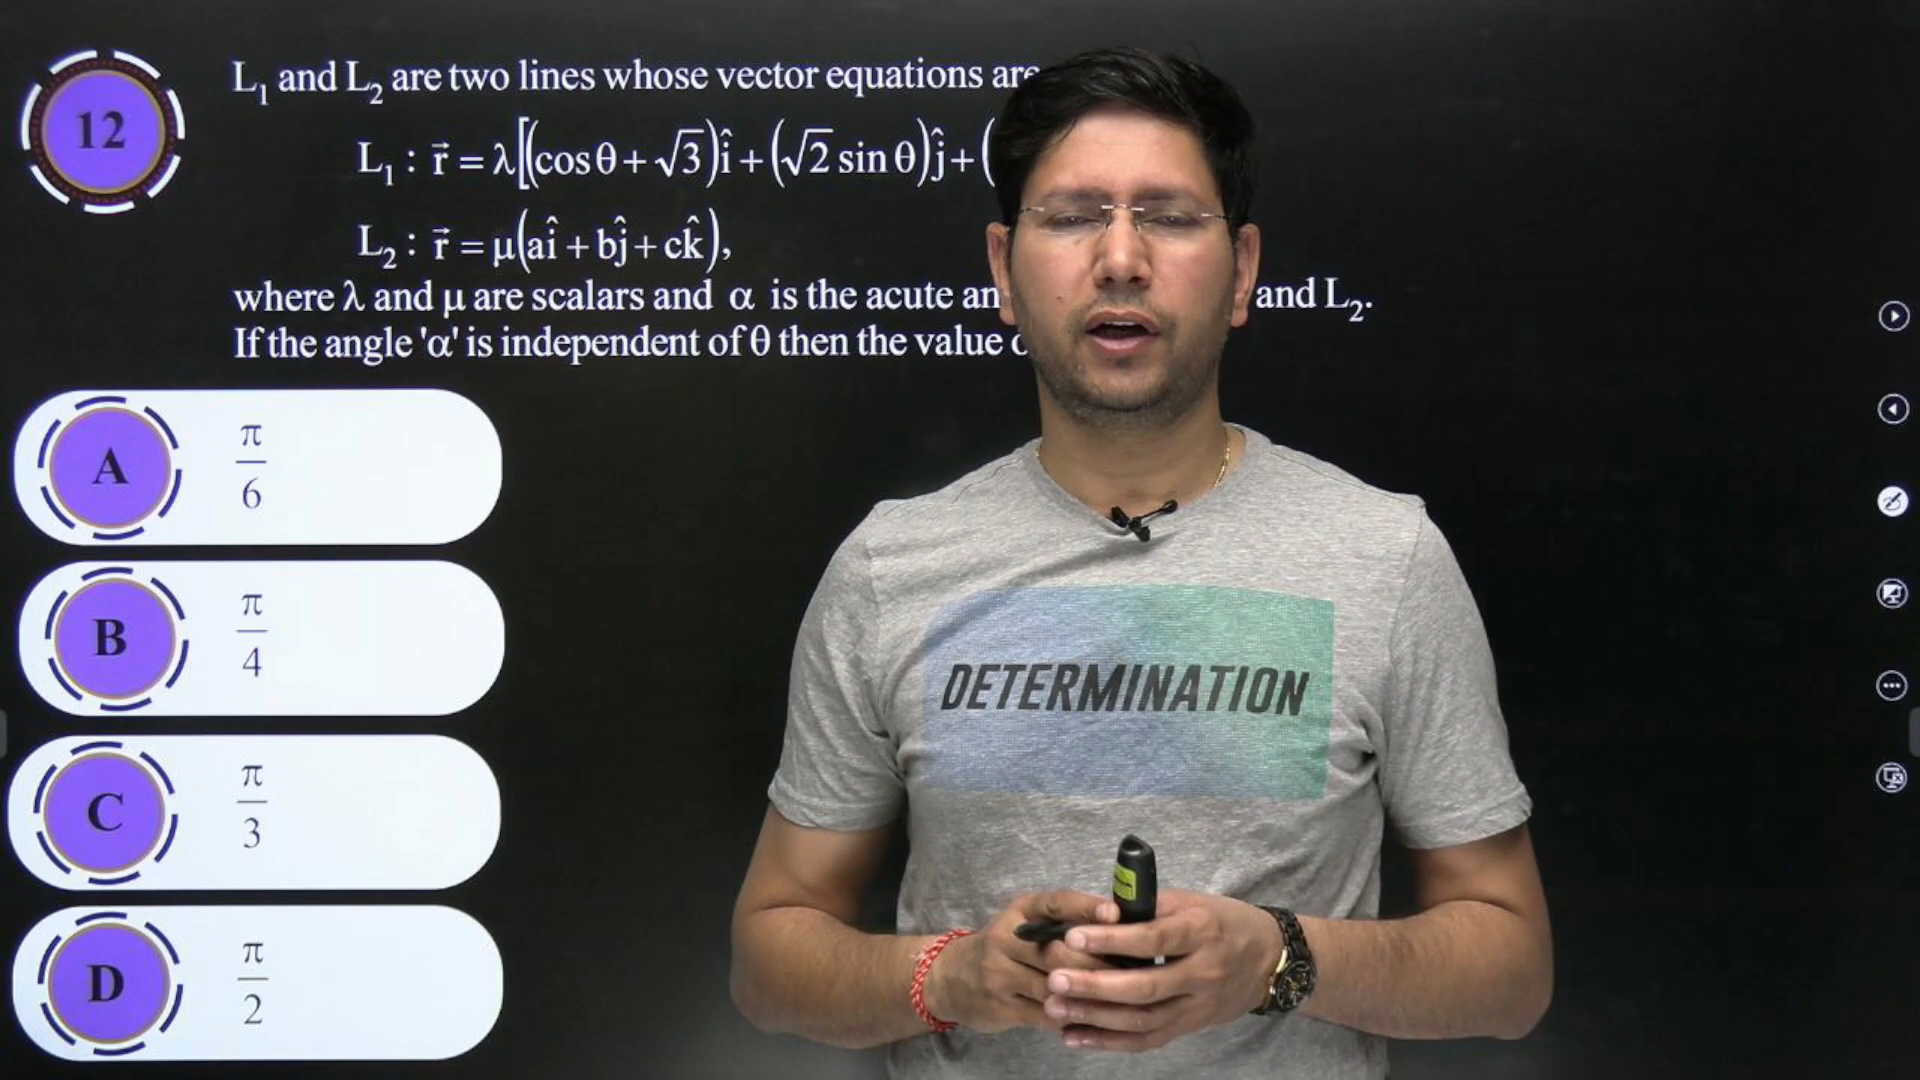 12
L₁ and L₂ are two lines whose vector equations are
L₁ : r⃗ = λ[(cosθ + √3)î + (√2 sin θ)ĵ + (
L₂ : r⃗ = μ(aî + bĵ + ck̂),
where λ and μ are scalars and α is the acute and L₂.
If the angle 'α' is independent of θ then the value
A π/6
B π/4
C π/3
D π/2
DETERMINATION